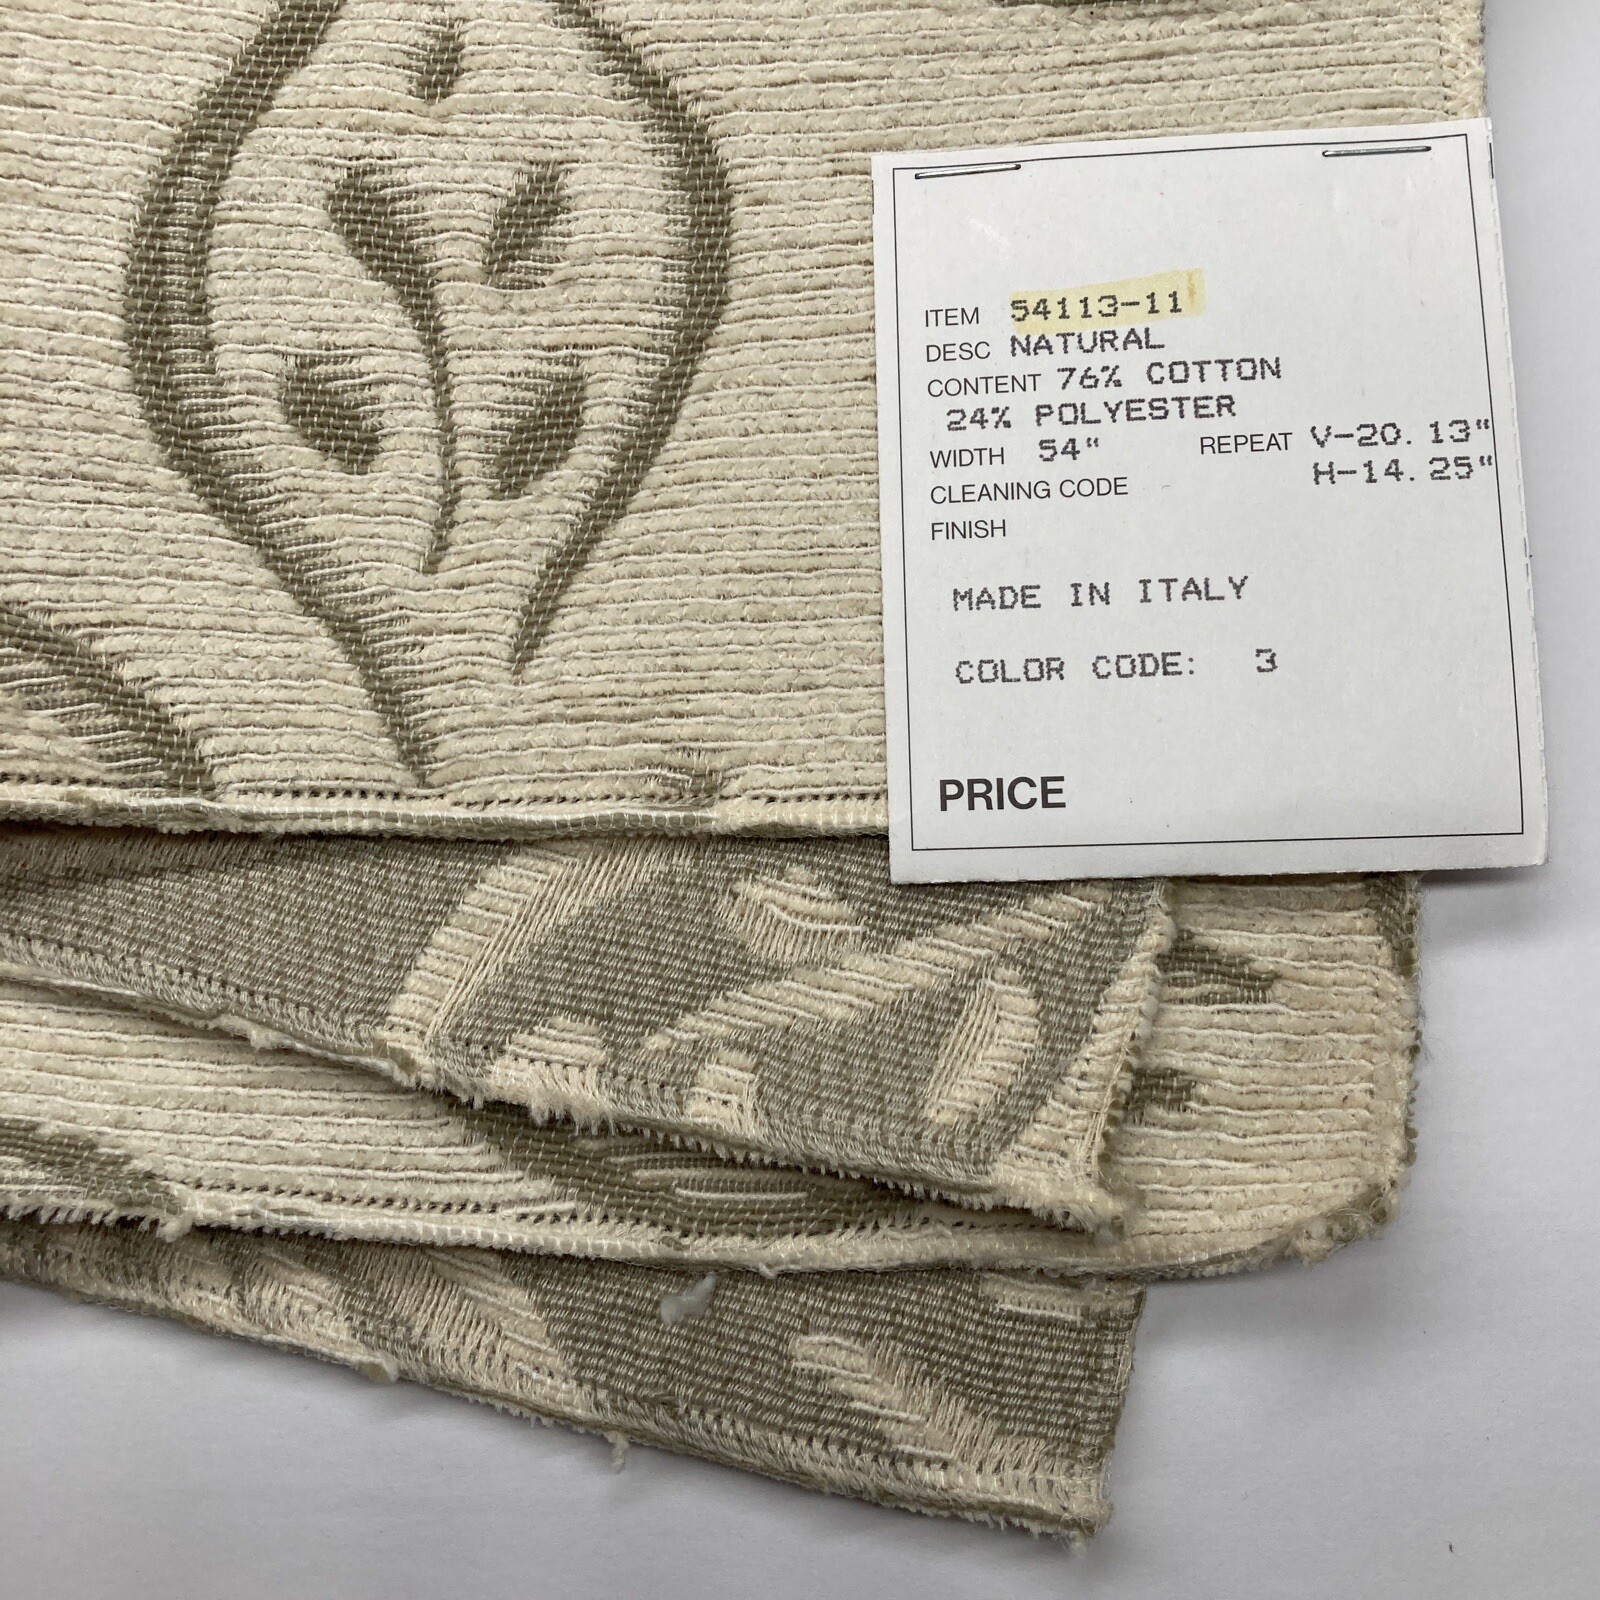 ITEM 54113-11
DESC NATURAL
CONTENT 76% COTTON
24% POLYESTER
WIDTH 54" REPEAT V-20.13"
H-14.25"
CLEANING CODE
FINISH
MADE IN ITALY
COLOR CODE: 3
PRICE